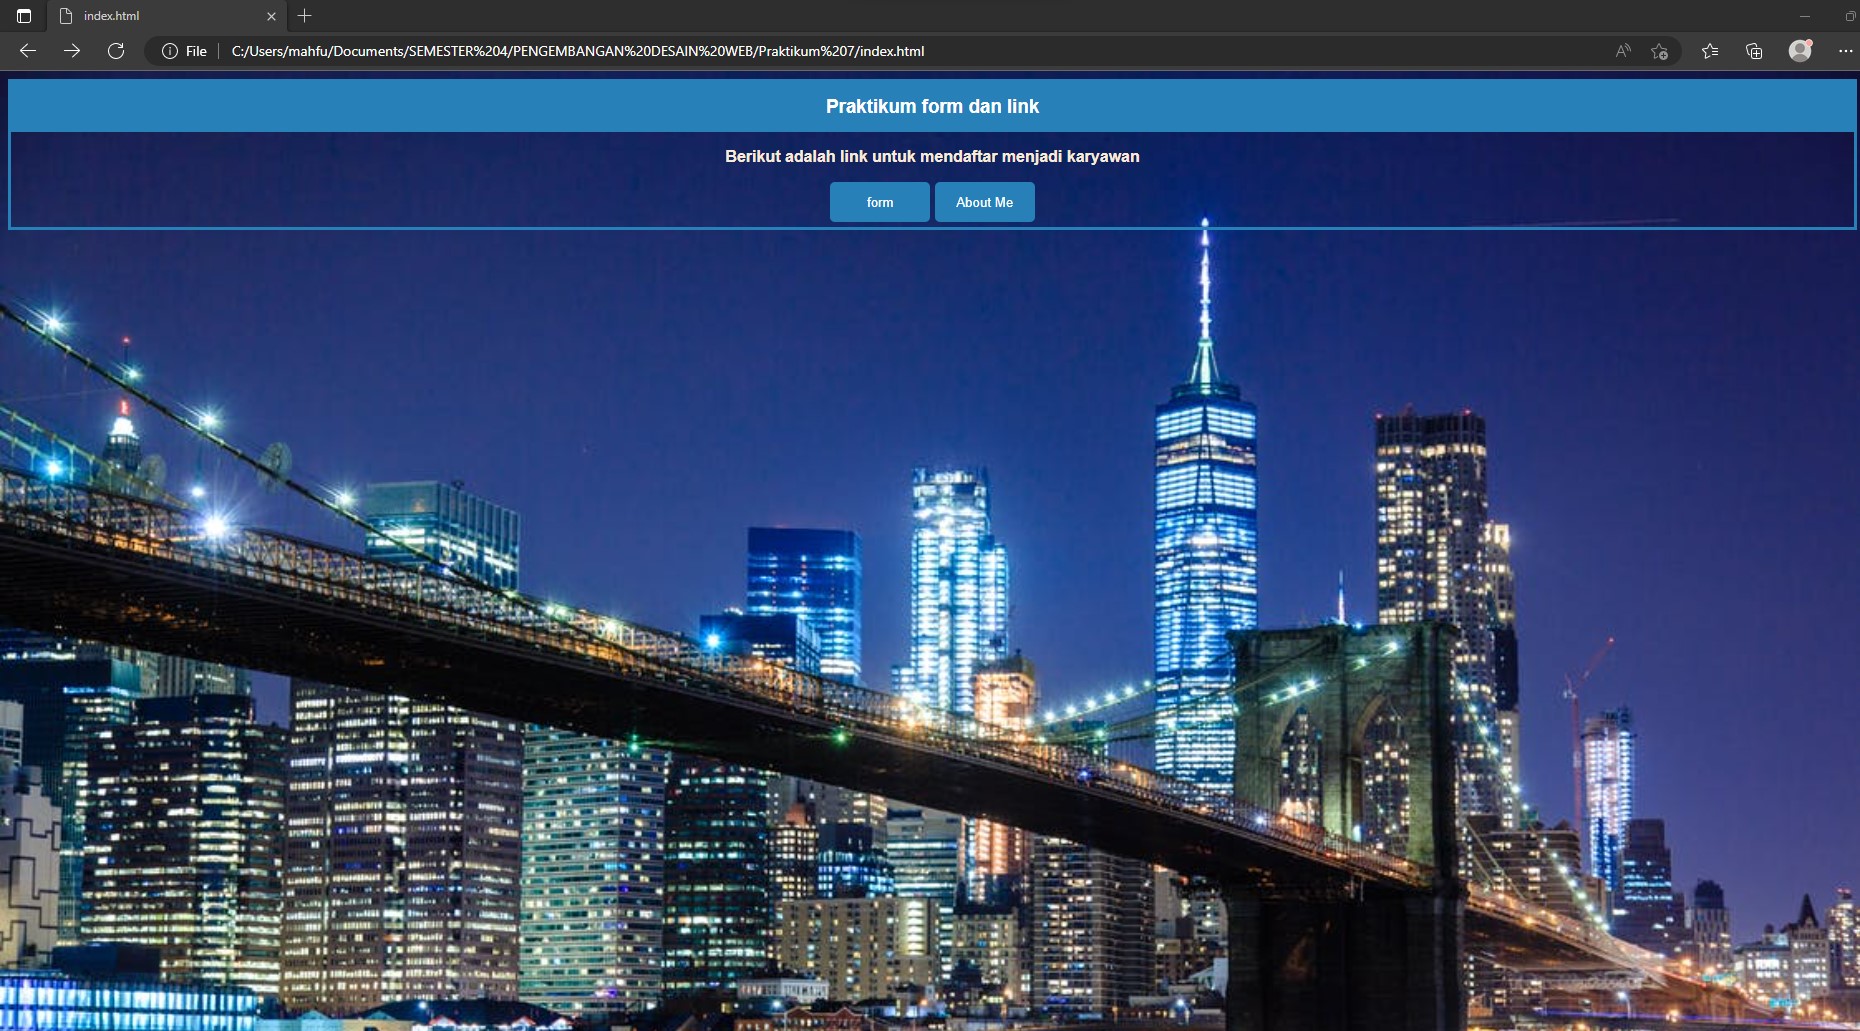 index.html
File
C:/Users/mahfu/Documents/SEMESTER%204/PENGEMBANGAN%20DESAIN%20WEB/Praktikum%207/index.html
Praktikum form dan link
Berikut adalah link untuk mendaftar menjadi karyawan
form
About Me